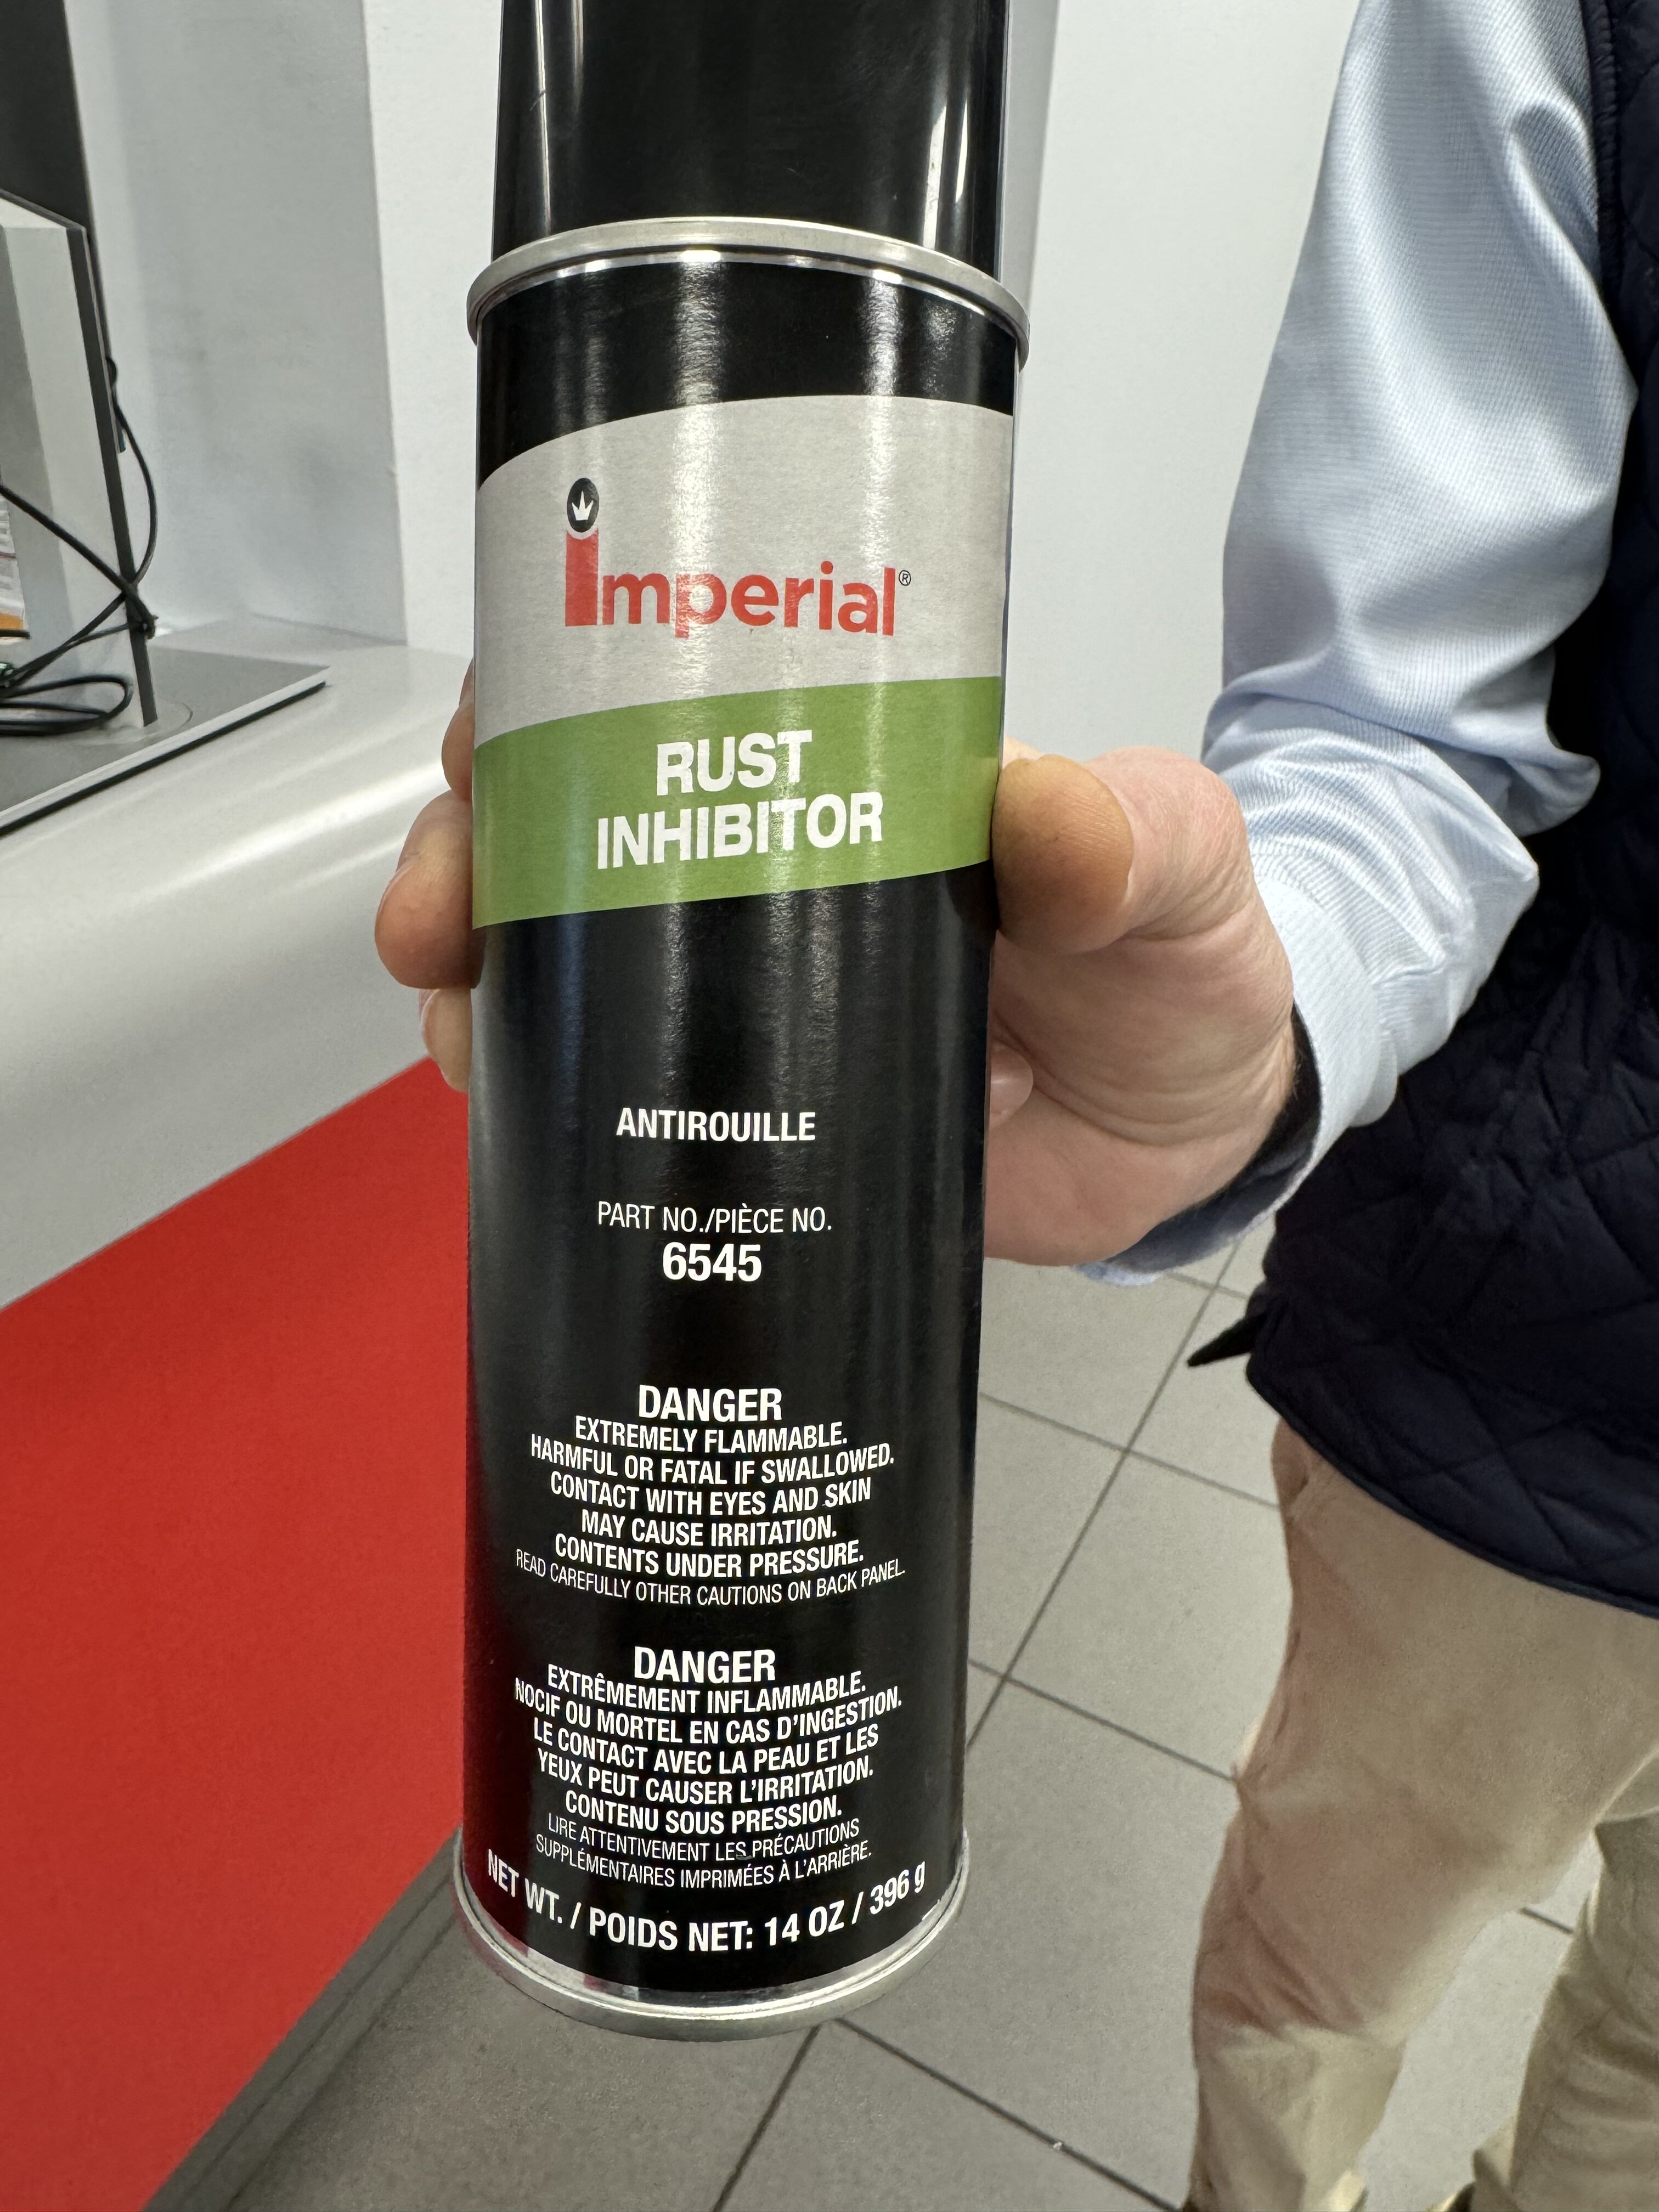 Imperial®
RUST
INHIBITOR
ANTIROUILLE
PART NO./PIÈCE NO.
6545
DANGER
EXTREMELY FLAMMABLE.
HARMFUL OR FATAL IF SWALLOWED.
CONTACT WITH EYES AND SKIN
MAY CAUSE IRRITATION.
CONTENTS UNDER PRESSURE.
READ CAREFULLY OTHER CAUTIONS ON BACK PANEL.
DANGER
EXTRÊMEMENT INFLAMMABLE.
NOCIF OU MORTEL EN CAS D'INGESTION.
LE CONTACT AVEC LA PEAU ET LES
YEUX PEUT CAUSER L'IRRITATION.
CONTENU SOUS PRESSION.
LIRE ATTENTIVEMENT LES PRÉCAUTIONS
SUPPLÉMENTAIRES IMPRIMÉES À L'ARRIÈRE.
NET WT. / POIDS NET: 14 OZ / 396 g